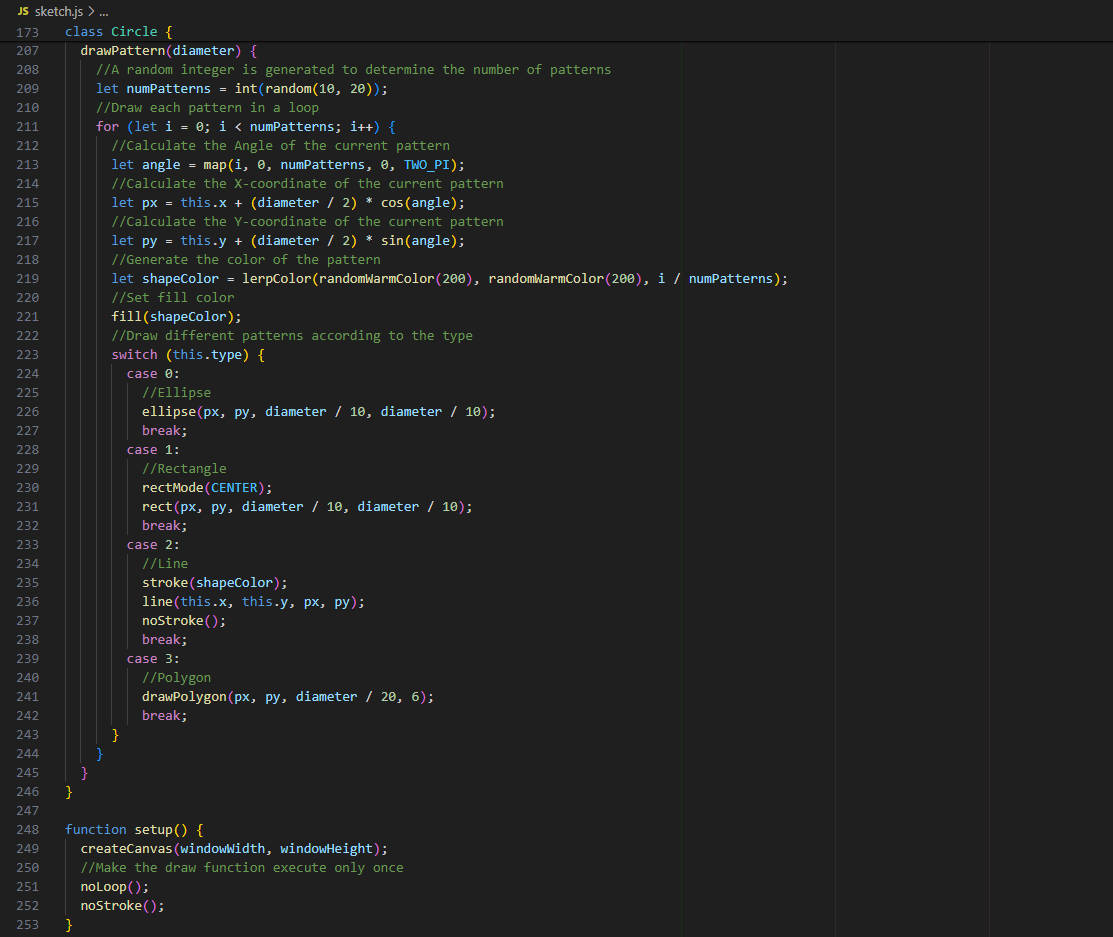 JS sketch.js > ...
173 class Circle {
207 drawPattern(diameter) {
208 //A random integer is generated to determine the number of patterns
209 let numPatterns = int(random(10, 20));
210 //Draw each pattern in a loop
211 for (let i = 0; i < numPatterns; i++) {
212 //Calculate the Angle of the current pattern
213 let angle = map(i, 0, numPatterns, 0, TWO_PI);
214 //Calculate the X-coordinate of the current pattern
215 let px = this.x + (diameter / 2) * cos(angle);
216 //Calculate the Y-coordinate of the current pattern
217 let py = this.y + (diameter / 2) * sin(angle);
218 //Generate the color of the pattern
219 let shapeColor = lerpColor(randomWarmColor(200), randomWarmColor(200), i / numPatterns);
220 //Set fill color
221 fill(shapeColor);
222 //Draw different patterns according to the type
223 switch (this.type) {
224 case 0:
225 //Ellipse
226 ellipse(px, py, diameter / 10, diameter / 10);
227 break;
228 case 1:
229 //Rectangle
230 rectMode(CENTER);
231 rect(px, py, diameter / 10, diameter / 10);
232 break;
233 case 2:
234 //Line
235 stroke(shapeColor);
236 line(this.x, this.y, px, py);
237 noStroke();
238 break;
239 case 3:
240 //Polygon
241 drawPolygon(px, py, diameter / 20, 6);
242 break;
243 }
244 }
245 }
246 }
247
248 function setup() {
249 createCanvas(windowWidth, windowHeight);
250 //Make the draw function execute only once
251 noLoop();
252 noStroke();
253 }